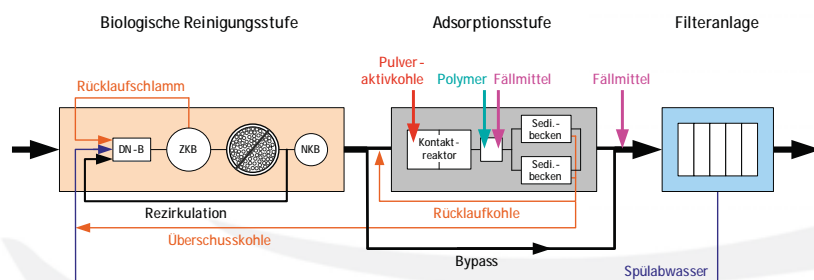 Biologische Reinigungsstufe
Adsorptionsstufe
Filteranlage
Pulver-
aktivkohle
Polymer
Fällmittel
Fällmittel
Rücklaufschlamm
DN-B
ZKB
NKB
Kontakt-
reaktor
Sedi.-
becken
Sedi.-
becken
Rezirkulation
Rücklaufkohle
Überschusskohle
Bypass
Spülabwasser